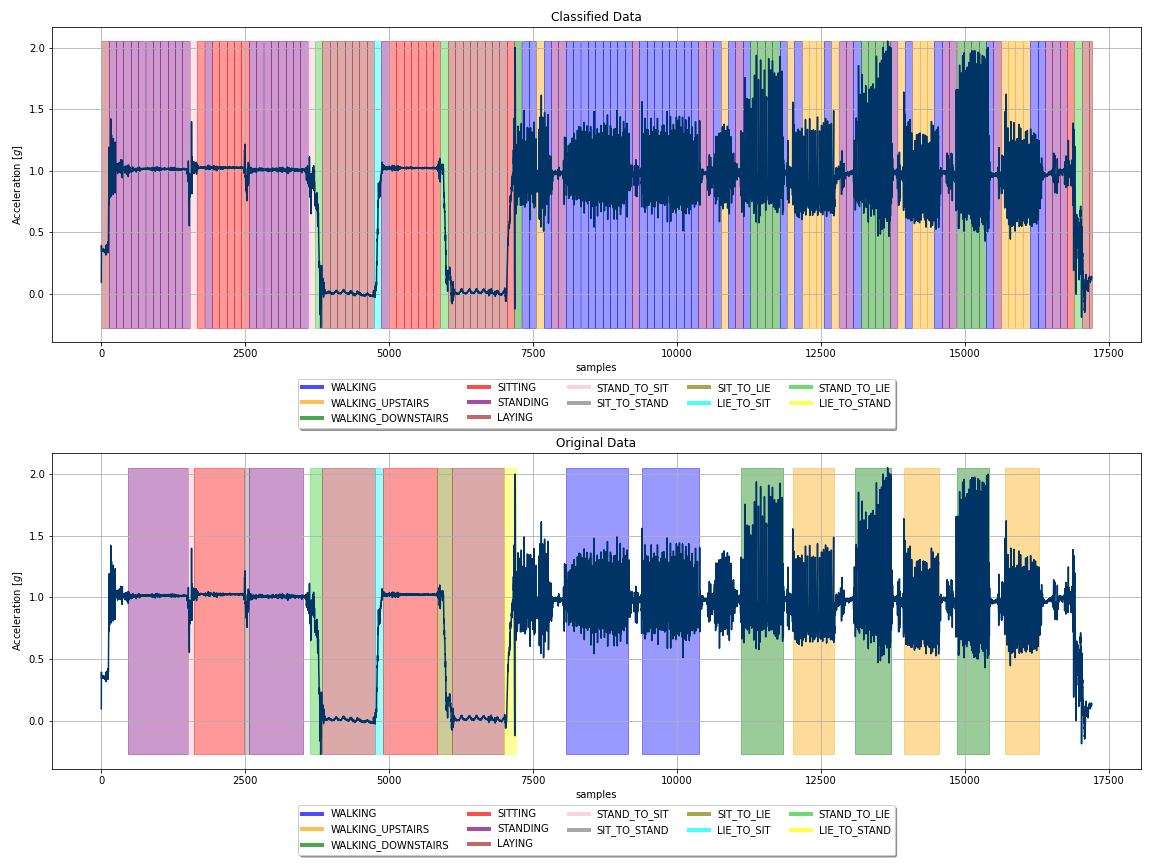 Classified Data
2.0
1.5
1.0
0.5
0.0
Acceleration [g]
0 2500 5000 7500 10000 12500 15000 17500
samples
WALKING SITTING STAND_TO_SIT SIT_TO_LIE STAND_TO_LIE
WALKING_UPSTAIRS STANDING SIT_TO_STAND LIE_TO_SIT LIE_TO_STAND
WALKING_DOWNSTAIRS LAYING
Original Data
2.0
1.5
1.0
0.5
0.0
Acceleration [g]
0 2500 5000 7500 10000 12500 15000 17500
samples
WALKING SITTING STAND_TO_SIT SIT_TO_LIE STAND_TO_LIE
WALKING_UPSTAIRS STANDING SIT_TO_STAND LIE_TO_SIT LIE_TO_STAND
WALKING_DOWNSTAIRS LAYING